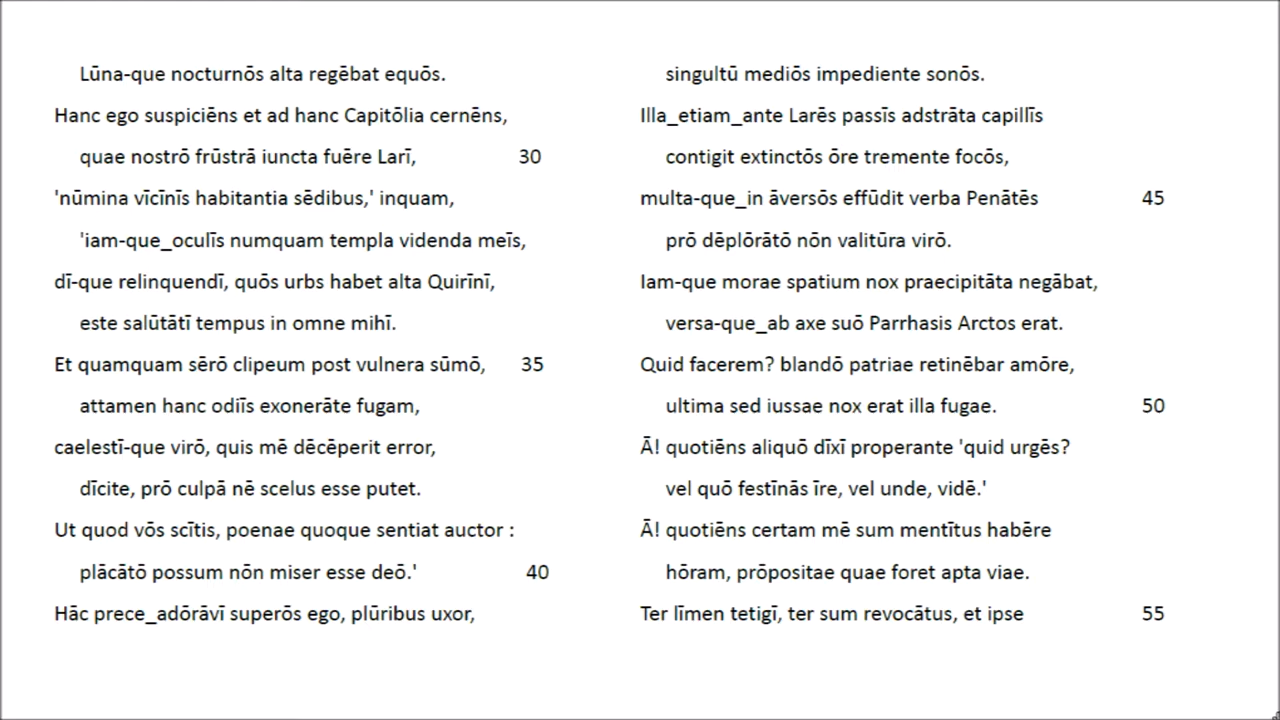 Lūna-que nocturnōs alta regēbat equōs.
Hanc ego suspiciēns et ad hanc Capitōlia cernēns,
quae nostrō frūstrā iuncta fuēre Larī, 30
'nūmina vīcīnīs habitantia sēdibus,' inquam,
'iam-que_oculīs numquam templa videnda meīs,
dī-que relinquendī, quōs urbs habet alta Quirīnī,
este salūtātī tempus in omne mihī.
Et quamquam sērō clipeum post vulnera sūmō, 35
attamen hanc odiīs exonerāte fugam,
caelestī-que virō, quis mē dēcēperit error,
dīcite, prō culpā nē scelus esse putet.
Ut quod vōs scītis, poenae quoque sentiat auctor :
plācātō possum nōn miser esse deō.' 40
Hāc prece_adōrāvī superōs ego, plūribus uxor,
singultū mediōs impediente sonōs.
Illa_etiam_ante Larēs passīs adstrāta capillīs
contigit extinctōs ōre tremente focōs,
multa-que_in āversōs effūdit verba Penātēs 45
prō dēplōrātō nōn valitūra virō.
Iam-que morae spatium nox praecipitāta negābat,
versa-que_ab axe suō Parrhasis Arctos erat.
Quid facerem? blandō patriae retinēbar amōre,
ultima sed iussae nox erat illa fugae. 50
Ā! quotiēns aliquō dīxī properante 'quid urgēs?
vel quō festīnās īre, vel unde, vidē.'
Ā! quotiēns certam mē sum mentītus habēre
hōram, prōpositae quae foret apta viae.
Ter līmen tetigī, ter sum revocātus, et ipse 55